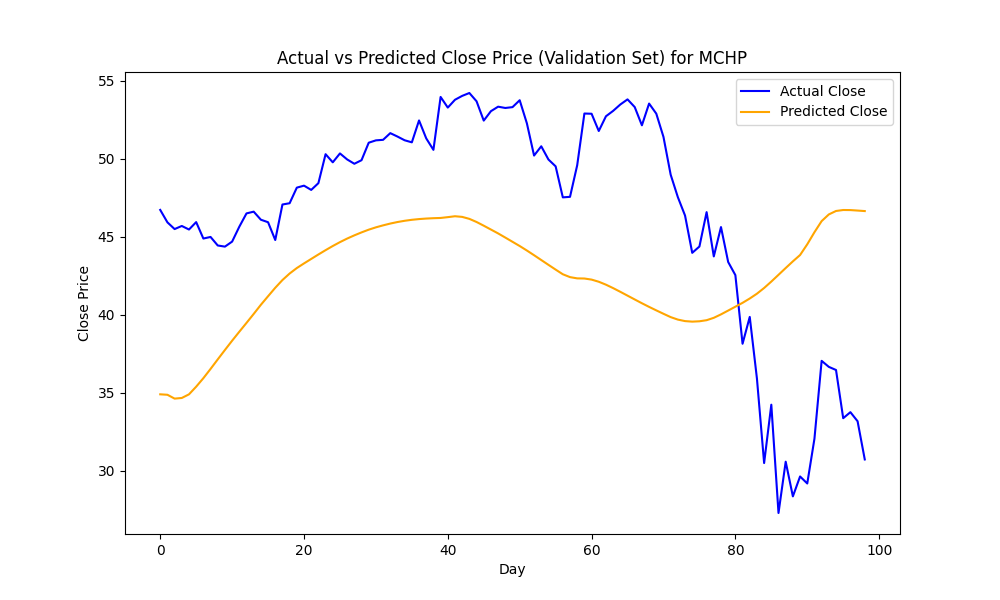 Actual vs Predicted Close Price (Validation Set) for MCHP
Actual Close
Predicted Close
Close Price
55
50
45
40
35
30
0 20 40 60 80 100
Day